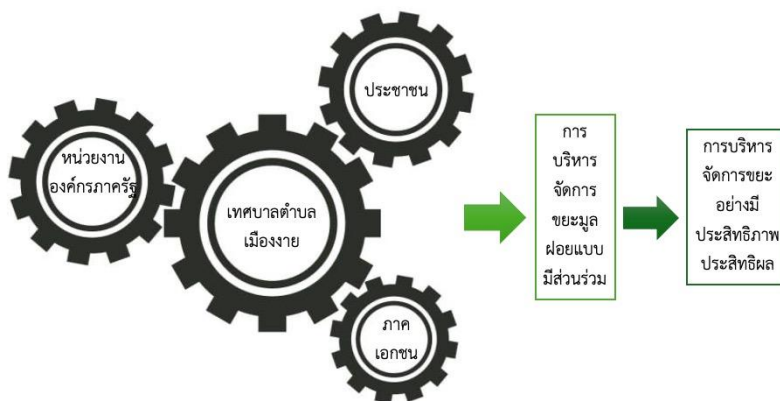 ประชาชน
หน่วยงาน
องค์กรภาครัฐ
เทศบาลตำบล
เมืองงาย
ภาค
เอกชน
การ
บริหาร
จัดการ
ขยะมูล
ฝอยแบบ
มีส่วนร่วม
การบริหาร
จัดการขยะ
อย่างมี
ประสิทธิภาพ
ประสิทธิผล